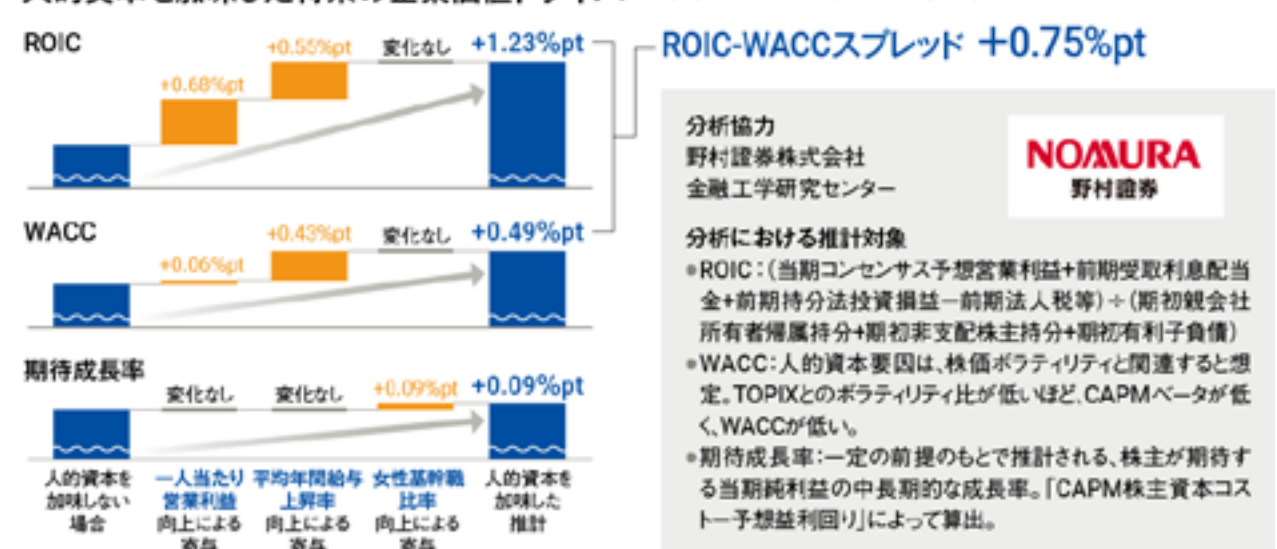 ROIC
+0.68%pt
+0.55%pt
変化なし
+1.23%pt
ROIC-WACCスプレッド +0.75%pt
WACC
+0.06%pt
+0.43%pt
変化なし
+0.49%pt
期待成長率
変化なし
変化なし
+0.09%pt
+0.09%pt
人的資本を
加味しない
場合
一人当たり
営業利益
向上による
寄与
平均年間給与
上昇率
向上による
寄与
女性基幹職
比率
向上による
寄与
人的資本を
加味した
推計
分析協力
野村證券株式会社
金融工学研究センター
NOMURA
野村證券
分析における推計対象
●ROIC:(当期コンセンサス予想営業利益+前期受取利息配当
金+前期持分法投資損益-前期法人税等)÷(期初親会社
所有者帰属持分+期初非支配株主持分+期初有利子負債)
●WACC:人的資本要因は、株価ボラティリティと関連すると想
定。TOPIXとのボラティリティ比が低いほど、CAPMベータが低
く、WACCが低い。
●期待成長率:一定の前提のもとで推計される、株主が期待す
る当期純利益の中長期的な成長率。「CAPM株主資本コス
ト-予想益利回り」によって算出。